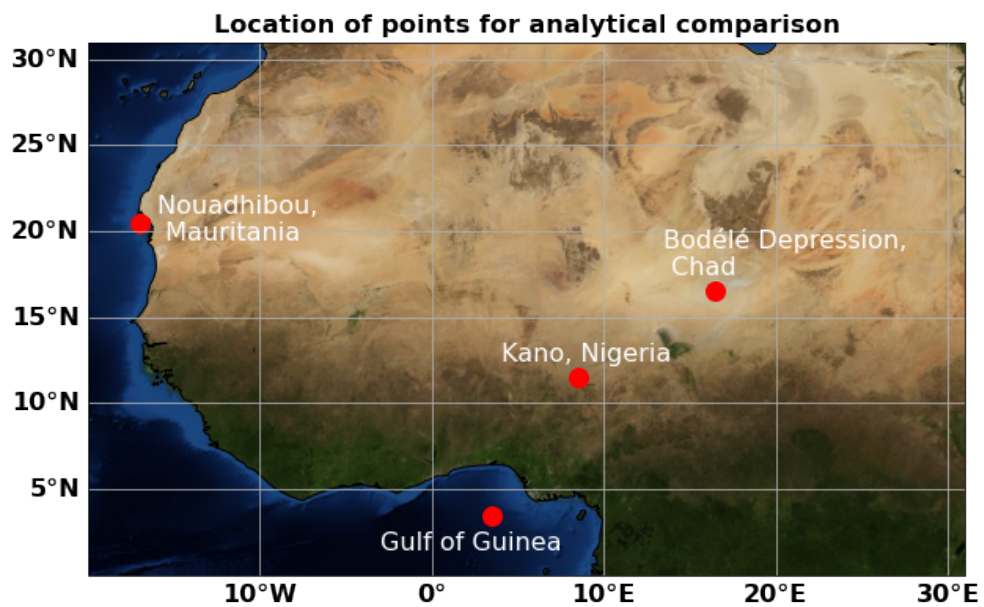 Location of points for analytical comparison
30°N
25°N
20°N
15°N
10°N
5°N
Nouadhibou,
Mauritania
Bodélé Depression,
Chad
Kano, Nigeria
Gulf of Guinea
10°W
0°
10°E
20°E
30°E